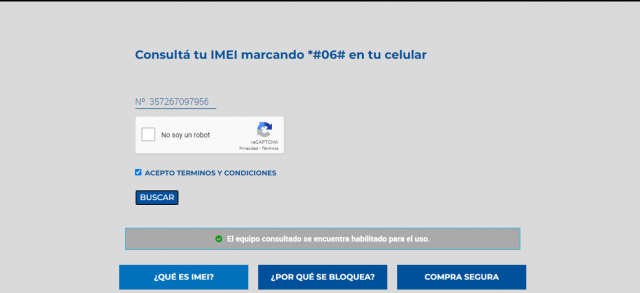 Consultá tu IMEI marcando *#06# en tu celular
Nº 357267097956
No soy un robot
reCAPTCHA
Privacidad - Términos
ACEPTO TERMINOS Y CONDICIONES
BUSCAR
El equipo consultado se encuentra habilitado para el uso.
¿QUÉ ES IMEI?
¿POR QUÉ SE BLOQUEA?
COMPRA SEGURA